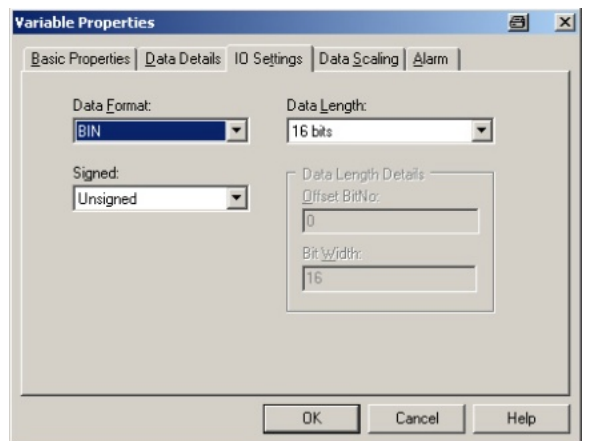 Variable Properties
Basic Properties Data Details IO Settings Data Scaling Alarm
Data Format: Data Length:
BIN 16 bits
Signed: Data Length Details
Unsigned Offset BitNo:
0
Bit Width:
16
OK Cancel Help